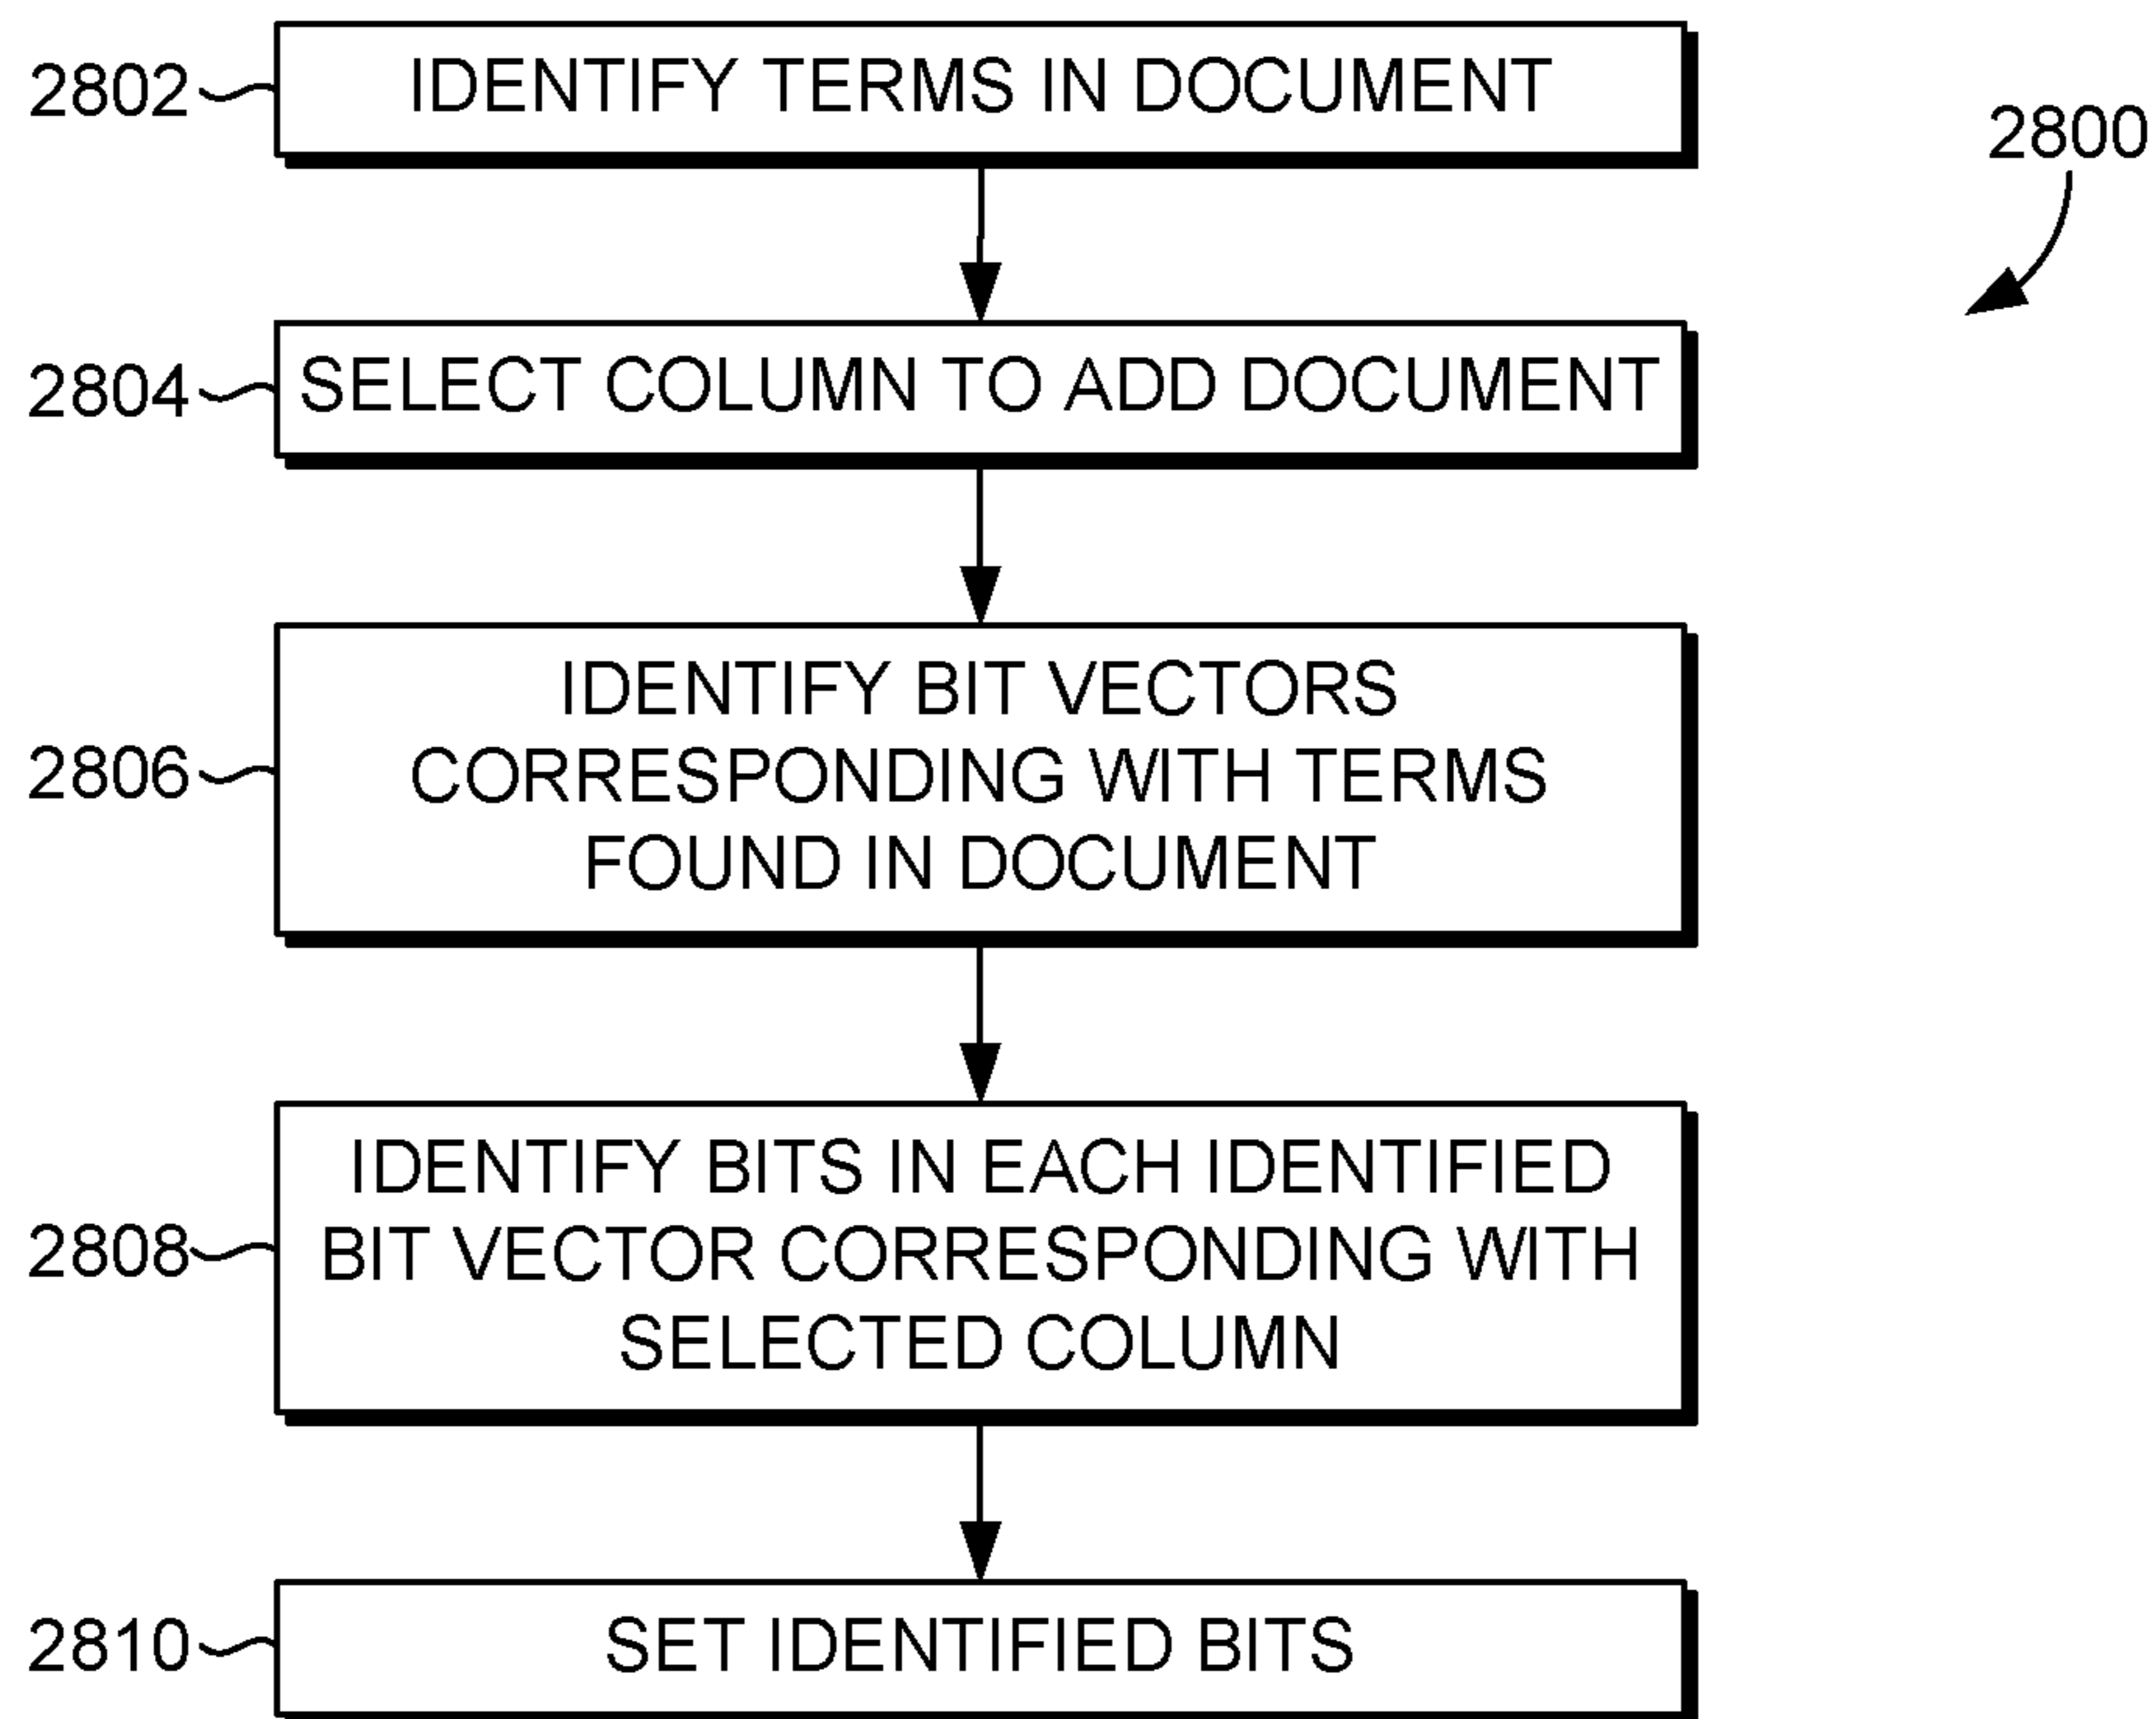 2802
IDENTIFY TERMS IN DOCUMENT
2800
2804
SELECT COLUMN TO ADD DOCUMENT
IDENTIFY BIT VECTORS
2806
CORRESPONDING WITH TERMS
FOUND IN DOCUMENT
IDENTIFY BITS IN EACH IDENTIFIED
2808
BIT VECTOR CORRESPONDING WITH
SELECTED COLUMN
2810
SET IDENTIFIED BITS